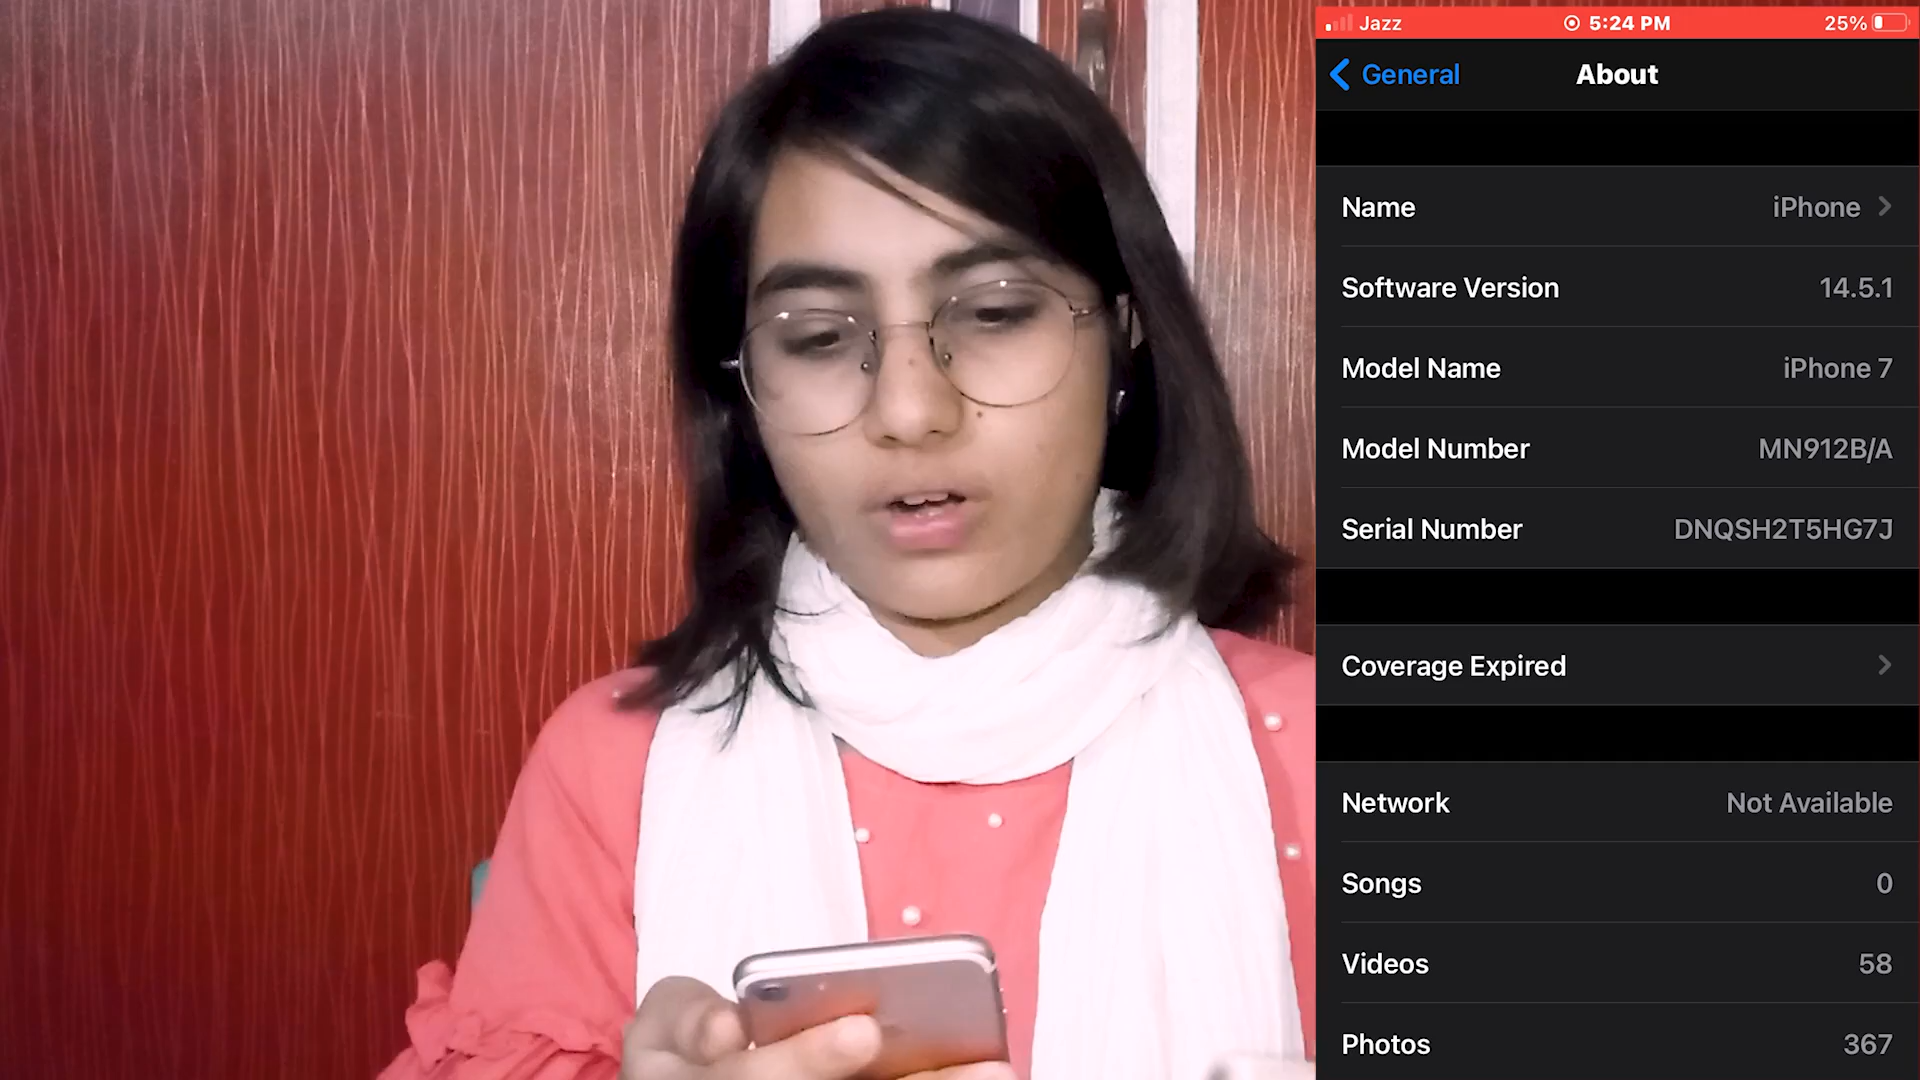 Jazz 5:24 PM 25%
General About
Name iPhone
Software Version 14.5.1
Model Name iPhone 7
Model Number MN912B/A
Serial Number DNQSH2T5HG7J
Coverage Expired
Network Not Available
Songs 0
Videos 58
Photos 367